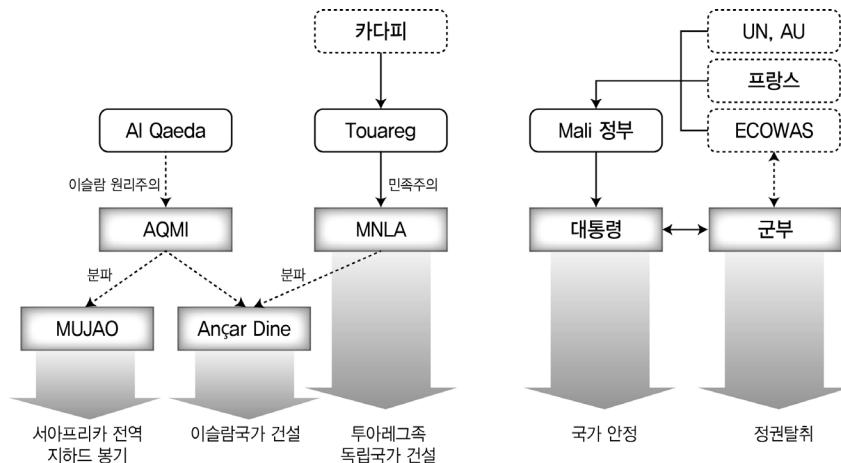 카다피
UN, AU
프랑스
Al Qaeda
Touareg
Mali 정부
ECOWAS
이슬람 원리주의
민족주의
AQMI
MNLA
대통령
군부
분파
분파
MUJAO
Ançar Dine
서아프리카 전역
지하드 봉기
이슬람국가 건설
투아레그족
독립국가 건설
국가 안정
정권탈취